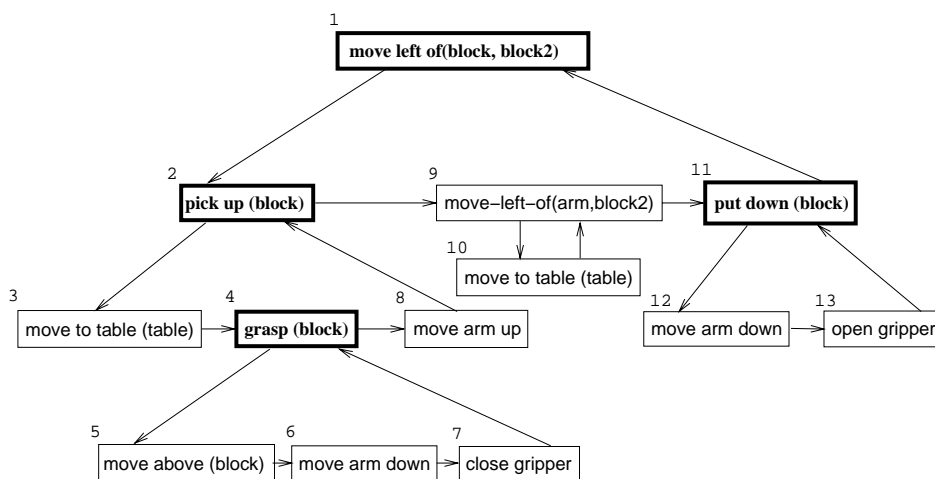 1
move left of(block, block2)
2
pick up (block)
9
move−left−of(arm,block2)
11
put down (block)
10
move to table (table)
3
move to table (table)
4
grasp (block)
8
move arm up
12
move arm down
13
open gripper
5
move above (block)
6
move arm down
7
close gripper